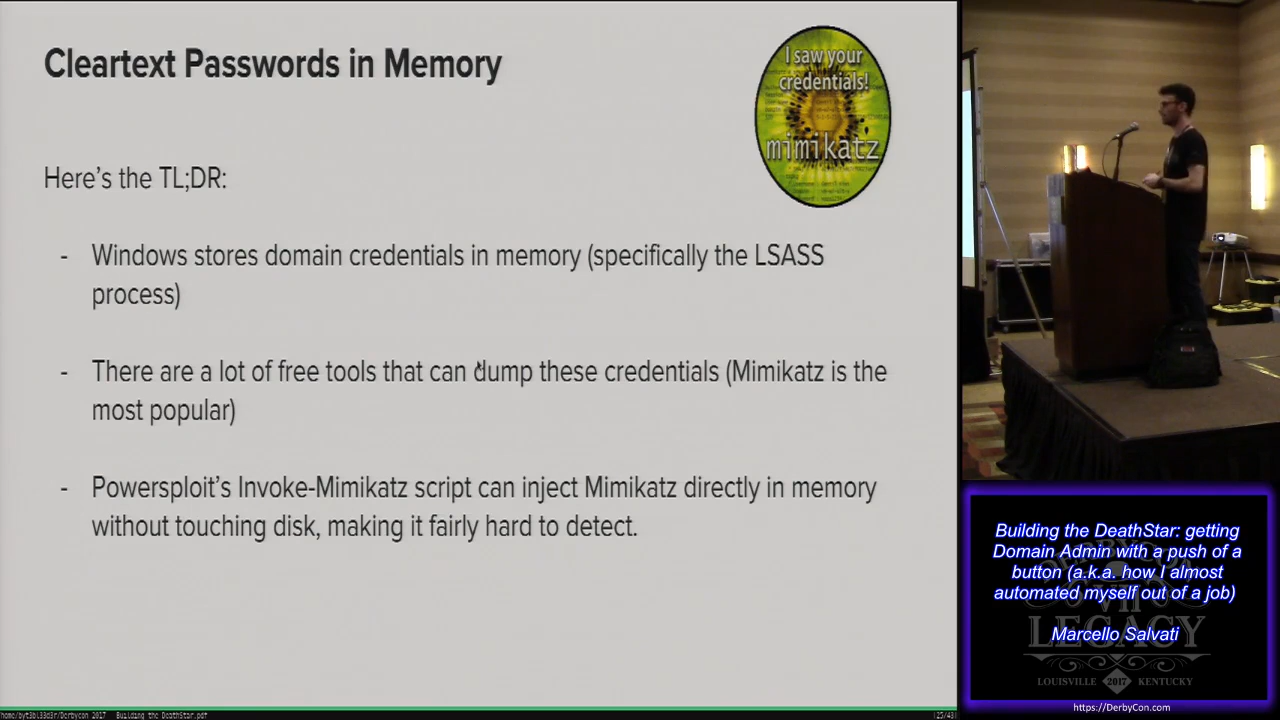 Cleartext Passwords in Memory
I saw your
credentials!
mimikatz
Here's the TL;DR:
- Windows stores domain credentials in memory (specifically the LSASS
process)
- There are a lot of free tools that can dump these credentials (Mimikatz is the
most popular)
- Powersploit's Invoke-Mimikatz script can inject Mimikatz directly in memory
without touching disk, making it fairly hard to detect.
Building the DeathStar: getting
Domain Admin with a push of a
button (a.k.a. how I almost
automated myself out of a job)
Marcello Salvati
LEGACY
LOUISVILLE 2017 KENTUCKY
https://DerbyCon.com